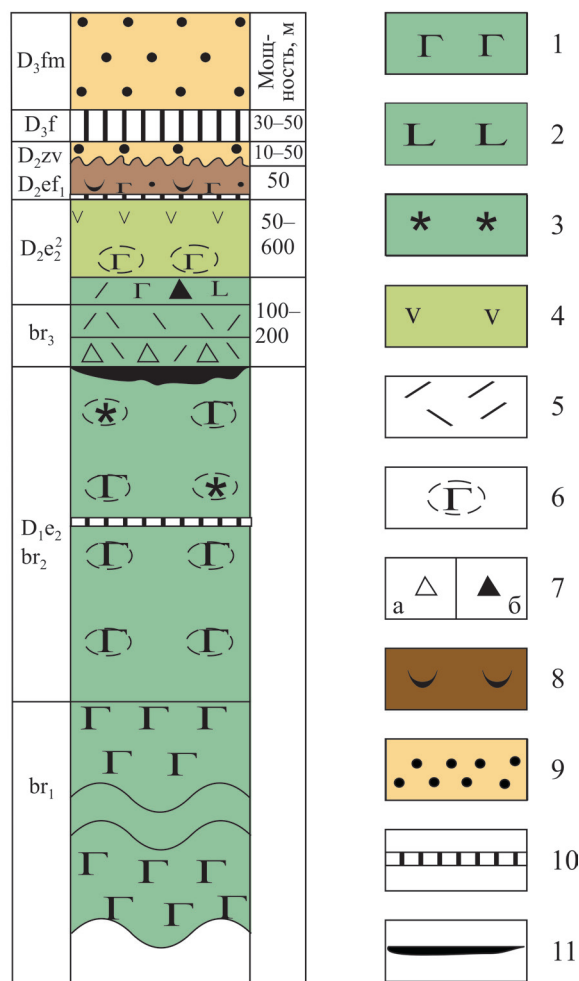 D₃fm
Мощ-
ность, м
D₃f
30–50
D₂zv
10–50
D₂ef₁
50
D₂e₂²
50–
600
br₃
100–
200
D₁e₂
br₂
br₁
Г Г
1
L L
2
* *
3
v v
4
5
Г
6
а б
7
8
9
10
11